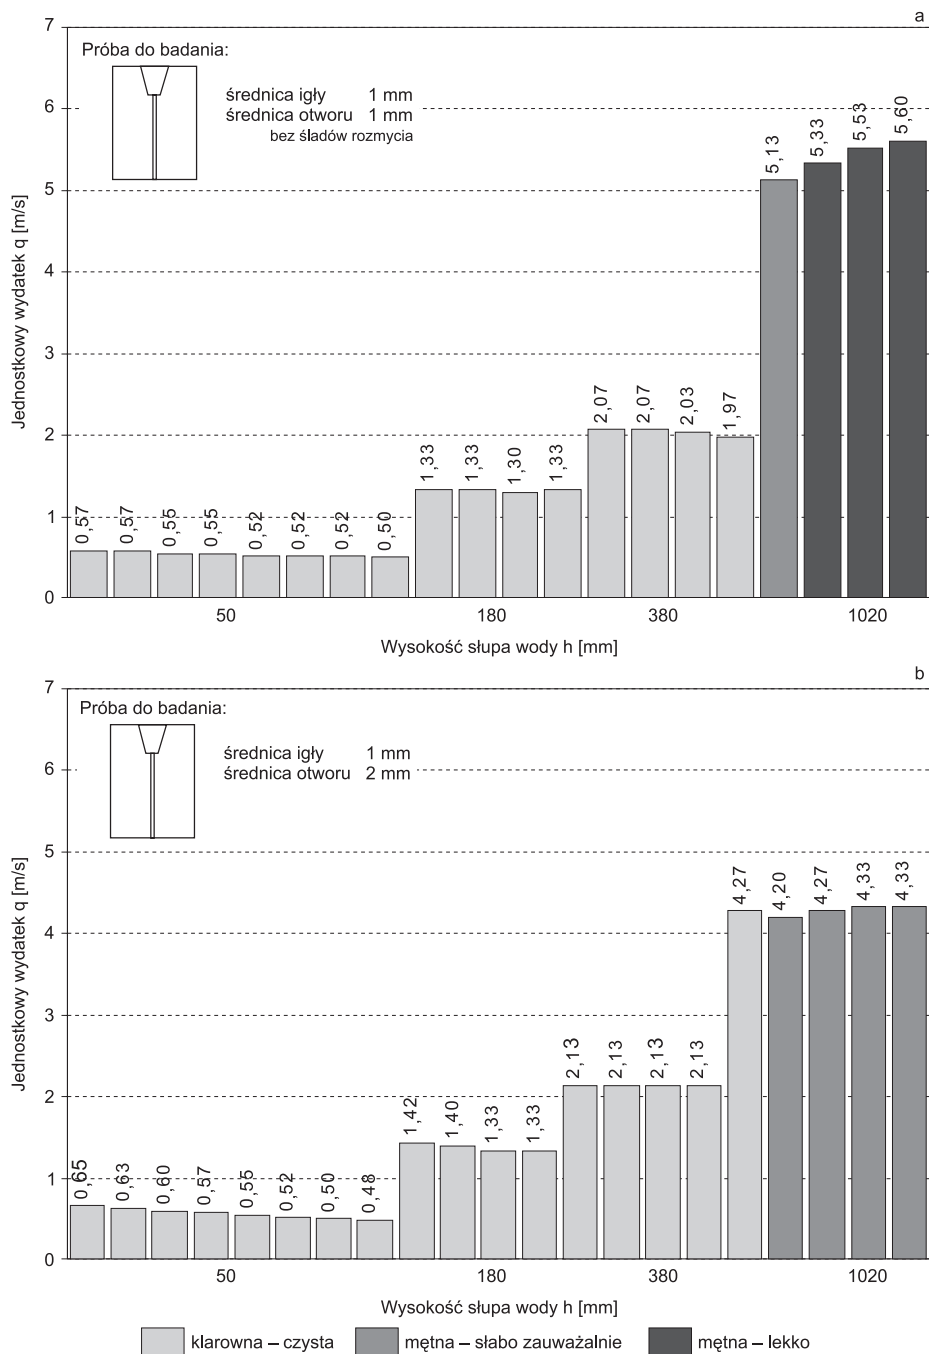 a
7
Próba do badania:
średnica igły 1 mm
średnica otworu 1 mm
bez śladów rozmycia
6
5
4
3
2
1
0
Jednostkowy wydatek q [m/s]
0,57 0,57 0,55 0,55 0,52 0,52 0,52 0,50 1,33 1,33 1,30 1,33 2,07 2,07 2,03 1,97 5,13 5,33 5,53 5,60
50 180 380 1020
Wysokość słupa wody h [mm]
b
7
Próba do badania:
średnica igły 1 mm
średnica otworu 2 mm
6
5
4
3
2
1
0
Jednostkowy wydatek q [m/s]
0,65 0,63 0,60 0,57 0,55 0,52 0,50 0,48 1,42 1,40 1,33 1,33 2,13 2,13 2,13 2,13 4,27 4,20 4,27 4,33 4,33
50 180 380 1020
Wysokość słupa wody h [mm]
klarowna – czysta mętna – słabo zauważalnie mętna – lekko